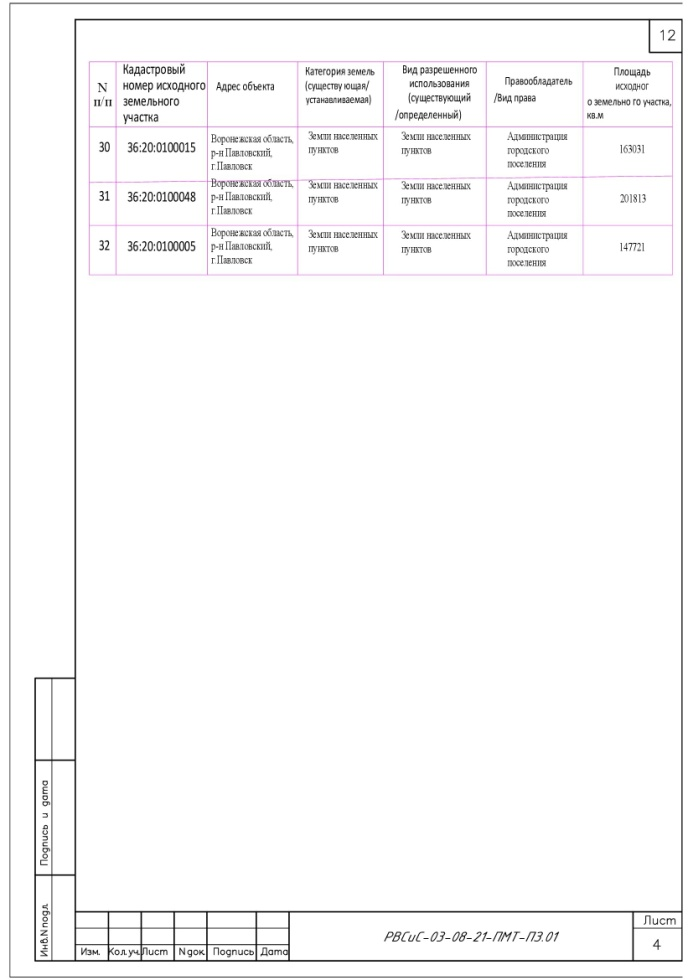 12
N
п/п
Кадастровый
номер исходного
земельного
участка
Адрес объекта
Категория земель
(существу ющая/
устанавливаемая)
Вид разрешенного
использования
(существующий
/определенный)
Правообладатель
/Вид права
Площадь
исходног
о земельно го участка,
кв.м
30
36:20:0100015
Воронежская область,
р-н Павловский,
г.Павловск
Земли населенных
пунктов
Земли населенных
пунктов
Администрация
городского
поселения
163031
31
36:20:0100048
Воронежская область,
р-н Павловский,
г.Павловск
Земли населенных
пунктов
Земли населенных
пунктов
Администрация
городского
поселения
201813
32
36:20:0100005
Воронежская область,
р-н Павловский,
г.Павловск
Земли населенных
пунктов
Земли населенных
пунктов
Администрация
городского
поселения
147721
Подпись и дата
Инв.N подл.
Изм. Кол.уч. Лист N док. Подпись Дата
РВСиС-03-08-21-ПМТ-ПЗ.01
Лист
4